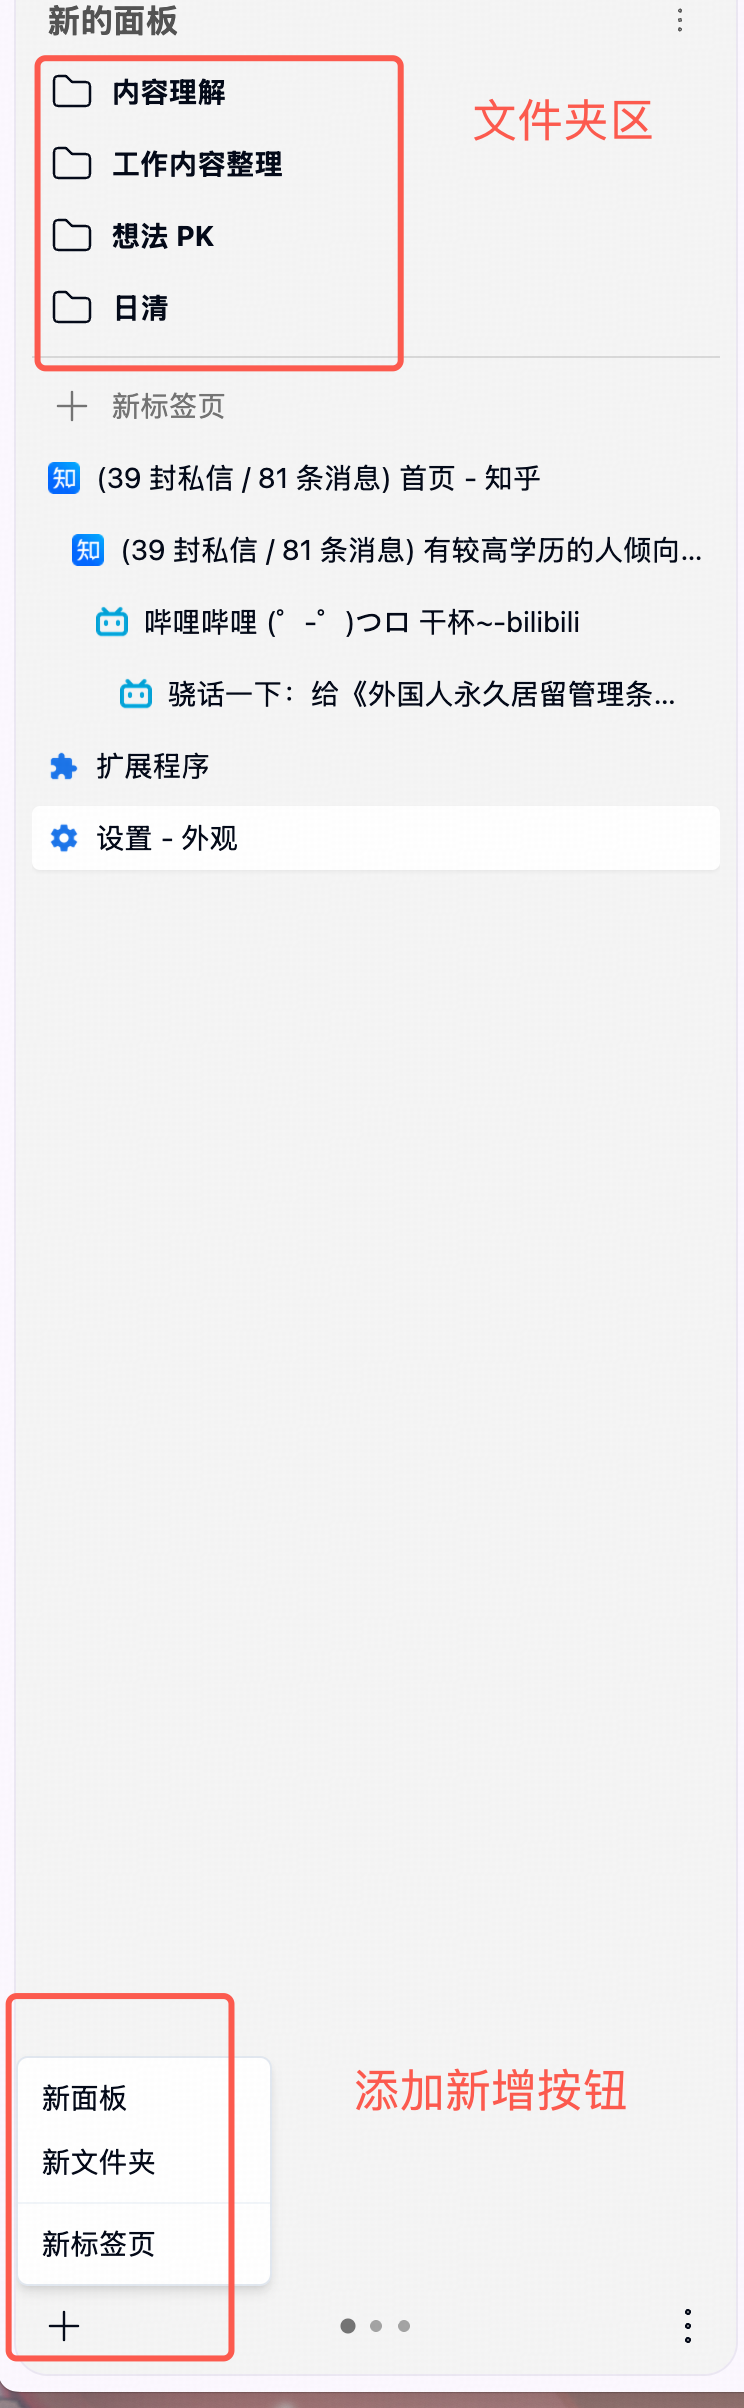 新的面板
内容理解
文件夹区
工作内容整理
想法 PK
日清
新标签页
知 (39 封私信 / 81 条消息) 首页 - 知乎
知 (39 封私信 / 81 条消息) 有较高学历的人倾向...
哔哩哔哩 (゜-゜)つロ 干杯~-bilibili
骁话一下：给《外国人永久居留管理条...
扩展程序
设置 - 外观
新面板
添加新增按钮
新文件夹
新标签页